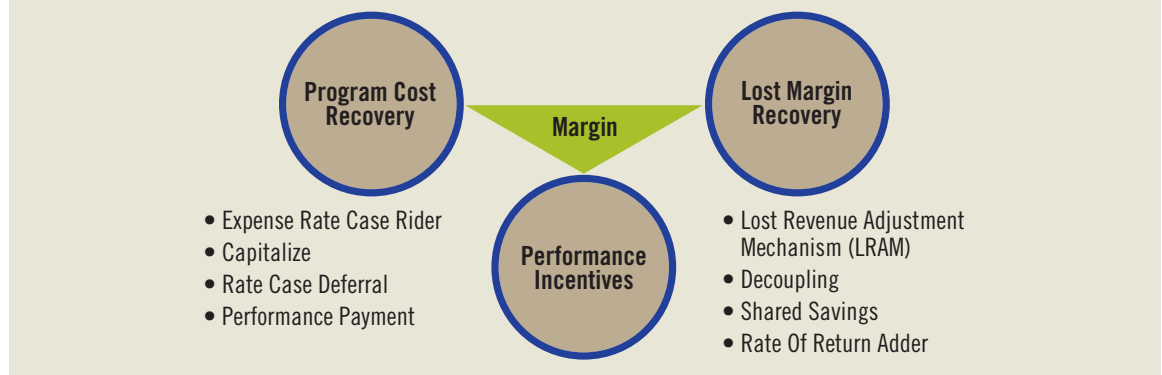 Program Cost
Recovery
Lost Margin
Recovery
Margin
Performance
Incentives
• Expense Rate Case Rider
• Capitalize
• Rate Case Deferral
• Performance Payment
• Lost Revenue Adjustment
Mechanism (LRAM)
• Decoupling
• Shared Savings
• Rate Of Return Adder